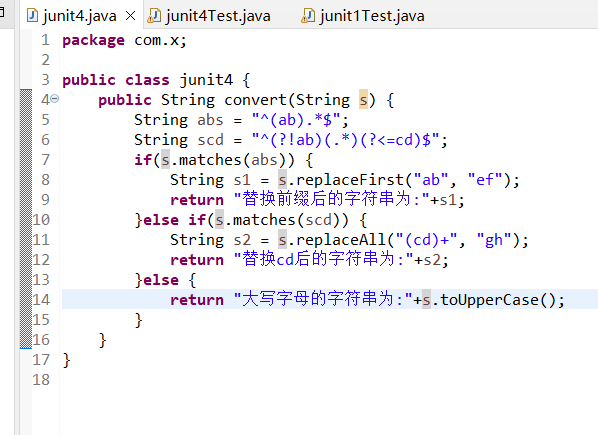 junit4.java junit4Test.java junit1Test.java
1 package com.x;
2
3 public class junit4 {
4 public String convert(String s) {
5 String abs = "^(ab).*$";
6 String scd = "^(?!ab)(.*)(?<=cd)$";
7 if(s.matches(abs)) {
8 String s1 = s.replaceFirst("ab", "ef");
9 return "替换前缀后的字符串为:"+s1;
10 }else if(s.matches(scd)) {
11 String s2 = s.replaceAll("(cd)+", "gh");
12 return "替换cd后的字符串为:"+s2;
13 }else {
14 return "大写字母的字符串为:"+s.toUpperCase();
15 }
16 }
17 }
18